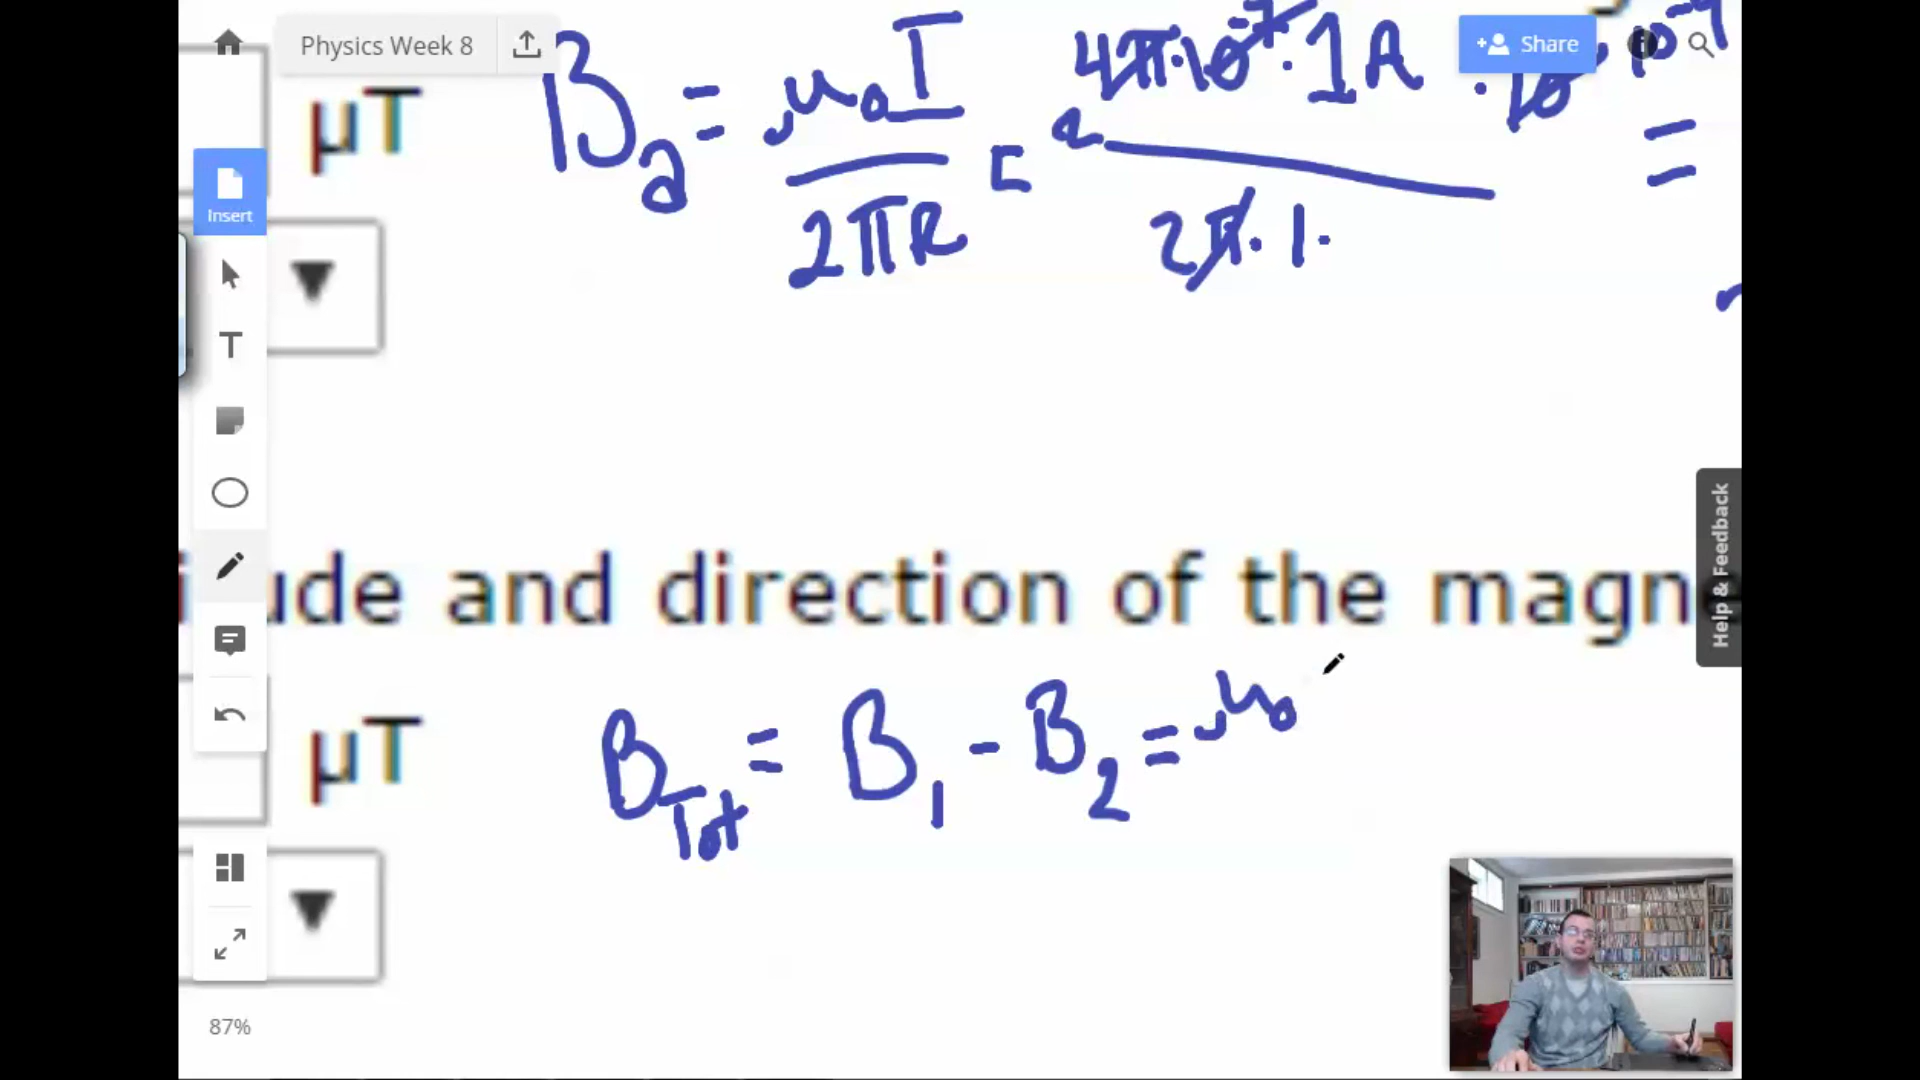 Physics Week 8
Share
μT
B₂ = μ₀I / 2πR = 4π·10⁻⁷·1A / 2π·1· =
Insert
T
ude and direction of the magn
μT
B_Tot = B₁ - B₂ = μ₀
Help & Feedback
87%